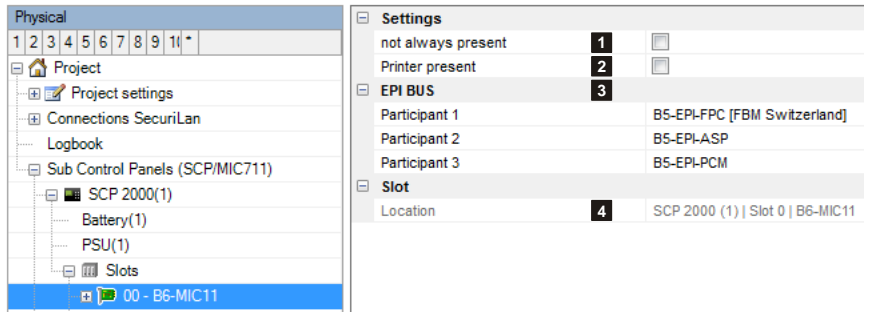 Physical
1 2 3 4 5 6 7 8 9 1( *
Project
Project settings
Connections SecuriLan
Logbook
Sub Control Panels (SCP/MIC711)
SCP 2000(1)
Battery(1)
PSU(1)
Slots
00 - B6-MIC11
Settings
not always present 1
Printer present 2
EPI BUS 3
Participant 1 B5-EPI-FPC [FBM Switzerland]
Participant 2 B5-EPI-ASP
Participant 3 B5-EPI-PCM
Slot
Location 4 SCP 2000 (1) | Slot 0 | B6-MIC11